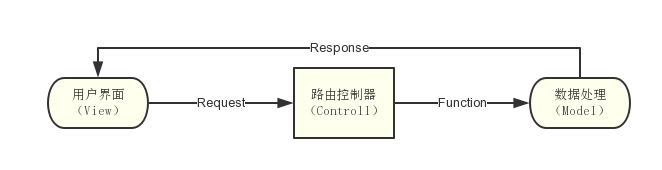 Response
用户界面
（View）
Request
路由控制器
（Controll）
Function
数据处理
（Model）